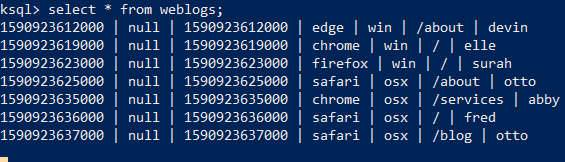 ksql> select * from weblogs;
1590923612000 | null | 1590923612000 | edge | win | /about | devin
1590923619000 | null | 1590923619000 | chrome | win | / | elle
1590923623000 | null | 1590923623000 | firefox | win | / | surah
1590923625000 | null | 1590923625000 | safari | osx | /about | otto
1590923635000 | null | 1590923635000 | chrome | osx | /services | abby
1590923636000 | null | 1590923636000 | safari | osx | / | fred
1590923637000 | null | 1590923637000 | safari | osx | /blog | otto